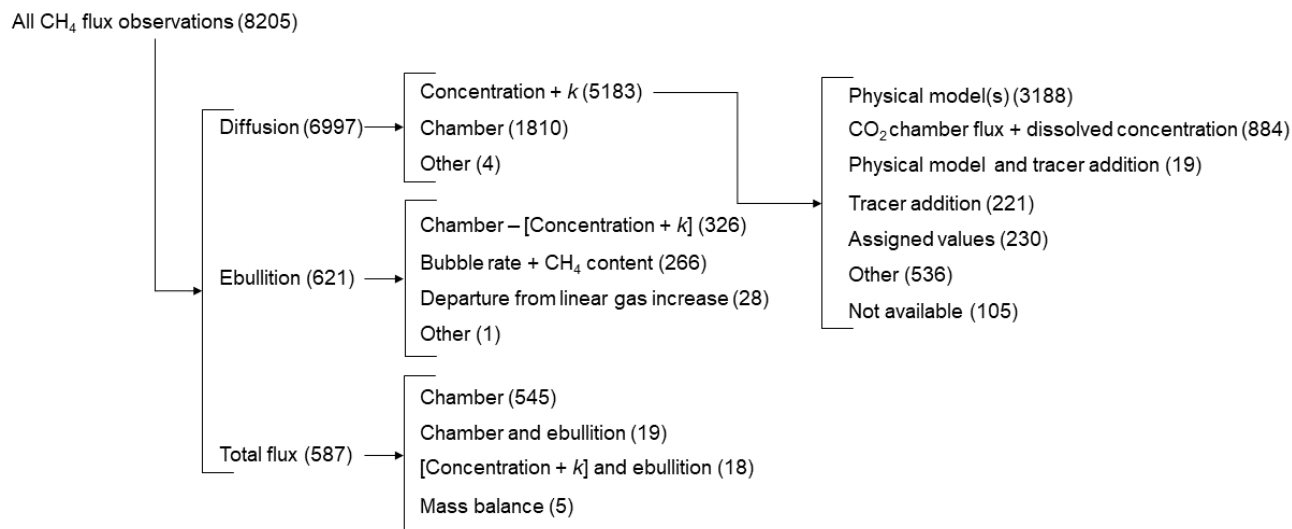 All CH₄ flux observations (8205)
Diffusion (6997)
Concentration + k (5183)
Chamber (1810)
Other (4)
Physical model(s) (3188)
CO₂ chamber flux + dissolved concentration (884)
Physical model and tracer addition (19)
Tracer addition (221)
Assigned values (230)
Other (536)
Not available (105)
Ebullition (621)
Chamber – [Concentration + k] (326)
Bubble rate + CH₄ content (266)
Departure from linear gas increase (28)
Other (1)
Total flux (587)
Chamber (545)
Chamber and ebullition (19)
[Concentration + k] and ebullition (18)
Mass balance (5)